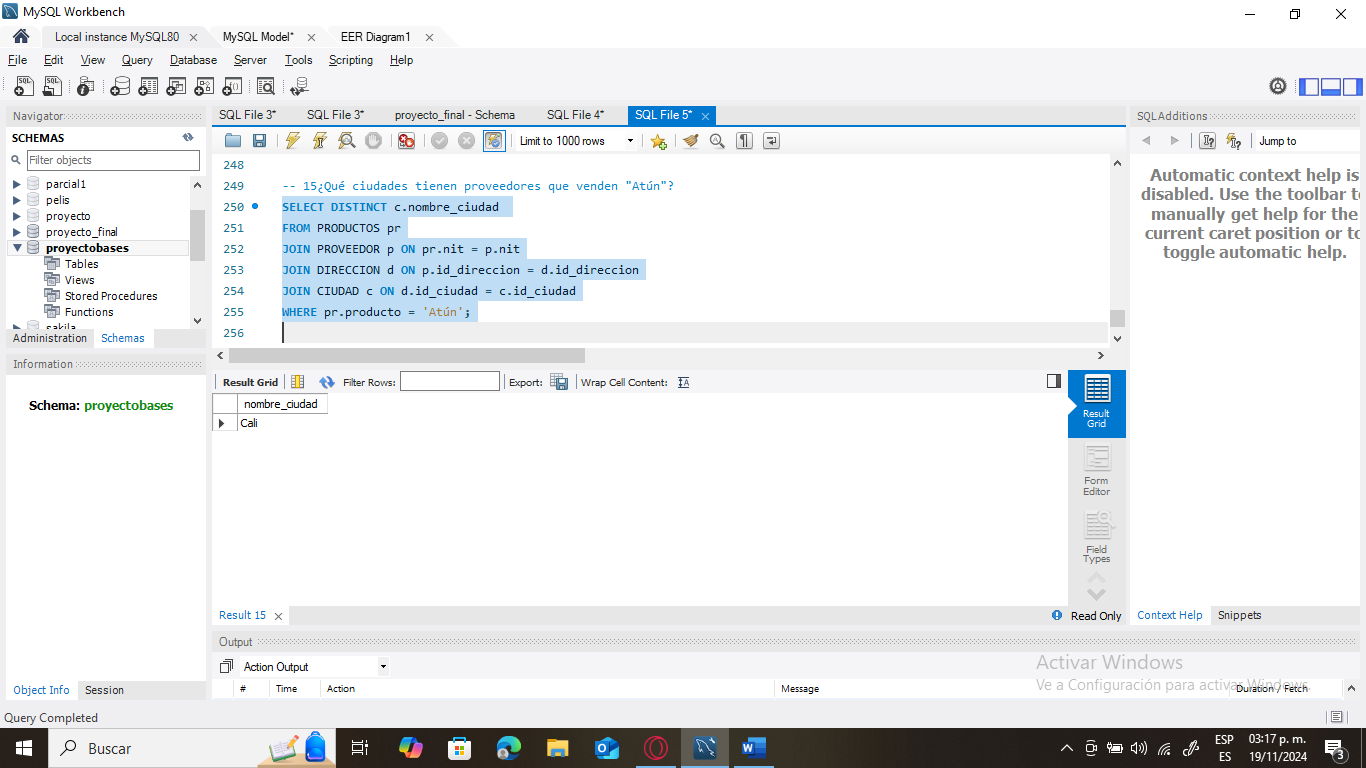 MySQL Workbench
Local instance MySQL80
MySQL Model*
EER Diagram1
File Edit View Query Database Server Tools Scripting Help
Navigator
SCHEMAS
Filter objects
parcial1
pelis
proyecto
proyecto_final
proyectobases
Tables
Views
Stored Procedures
Functions
sakila
Administration Schemas
Information
Schema: proyectobases
Object Info Session
SQL File 3* SQL File 3* proyecto_final - Schema SQL File 4* SQL File 5*
Limit to 1000 rows
248
249 -- 15¿Qué ciudades tienen proveedores que venden "Atún"?
250 SELECT DISTINCT c.nombre_ciudad
251 FROM PRODUCTOS pr
252 JOIN PROVEEDOR p ON pr.nit = p.nit
253 JOIN DIRECCION d ON p.id_direccion = d.id_direccion
254 JOIN CIUDAD c ON d.id_ciudad = c.id_ciudad
255 WHERE pr.producto = 'Atún';
256
Result Grid Filter Rows: Export: Wrap Cell Content:
nombre_ciudad
Cali
Result Grid
Form Editor
Field Types
Result 15
Read Only
Output
Action Output
# Time Action Message Duration / Fetch
SQLAdditions
Jump to
Automatic context help is
disabled. Use the toolbar to
manually get help for the
current caret position or to
toggle automatic help.
Context Help Snippets
Activar Windows
Ve a Configuración para activar Windows.
Query Completed
Buscar
ESP
ES
03:17 p. m.
19/11/2024
3